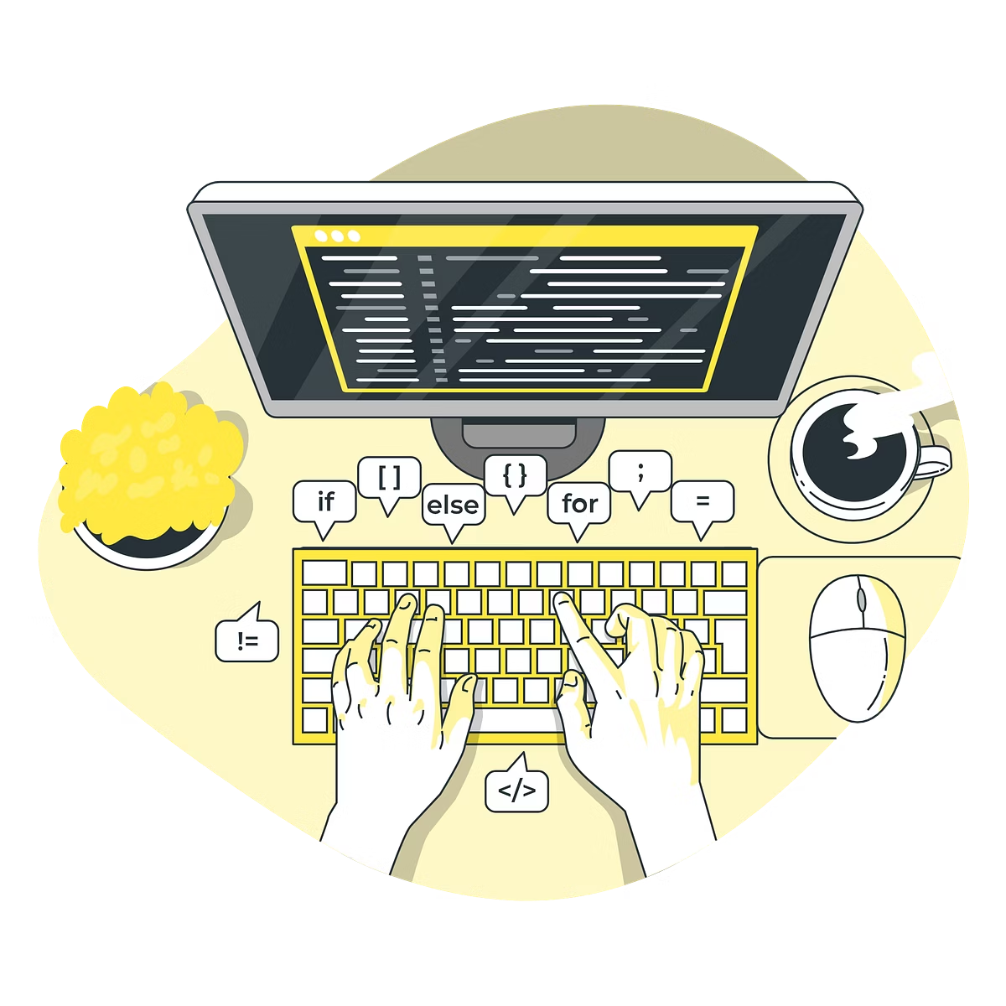 if
[ ]
else
{ }
for
;
=
!=
</>